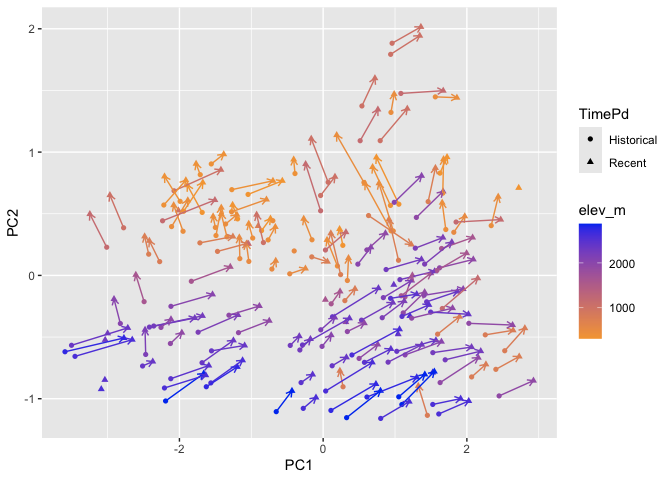 2
1
0
-1
-2
0
2
PC1
PC2
TimePd
Historical
Recent
elev_m
2000
1000